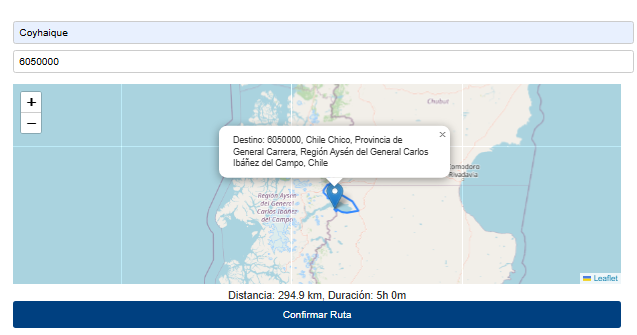 Coyhaique
6050000
+
−
Chubut
×
Destino: 6050000, Chile Chico, Provincia de
General Carrera, Región Aysén del General Carlos
Ibáñez del Campo, Chile
Comodoro
Rivadavia
Región Aysén
del General
Carlos Ibáñez
del Campo
Leaflet
Distancia: 294.9 km, Duración: 5h 0m
Confirmar Ruta